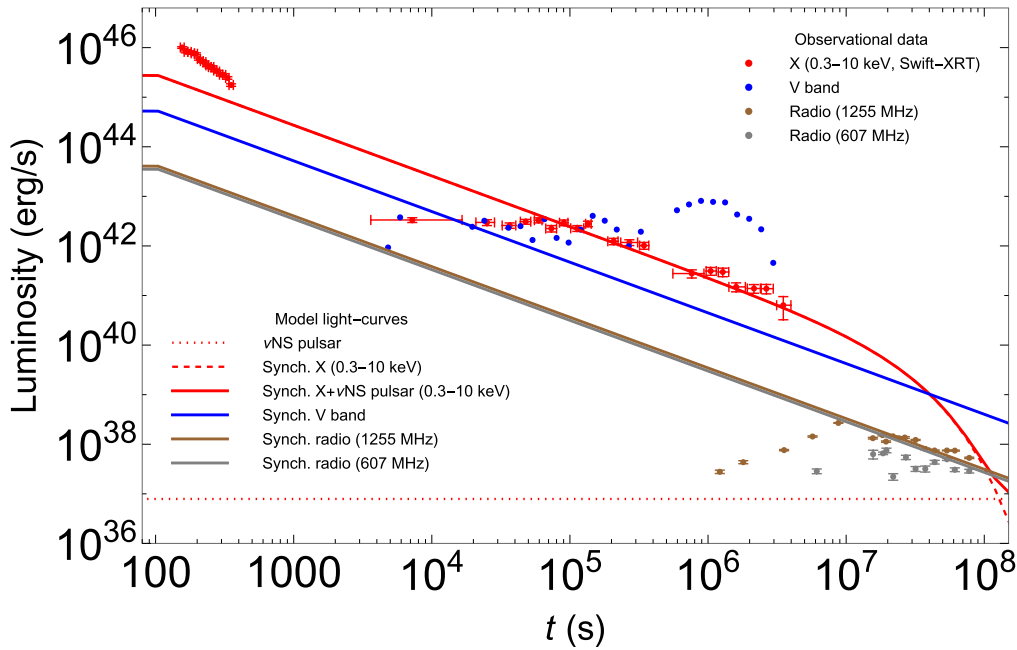 Luminosity (erg/s)
10^46
10^44
10^42
10^40
10^38
10^36
Observational data
X (0.3−10 keV, Swift−XRT)
V band
Radio (1255 MHz)
Radio (607 MHz)
Model light−curves
νNS pulsar
Synch. X (0.3−10 keV)
Synch. X+νNS pulsar (0.3−10 keV)
Synch. V band
Synch. radio (1255 MHz)
Synch. radio (607 MHz)
100 1000 10^4 10^5 10^6 10^7 10^8
t (s)